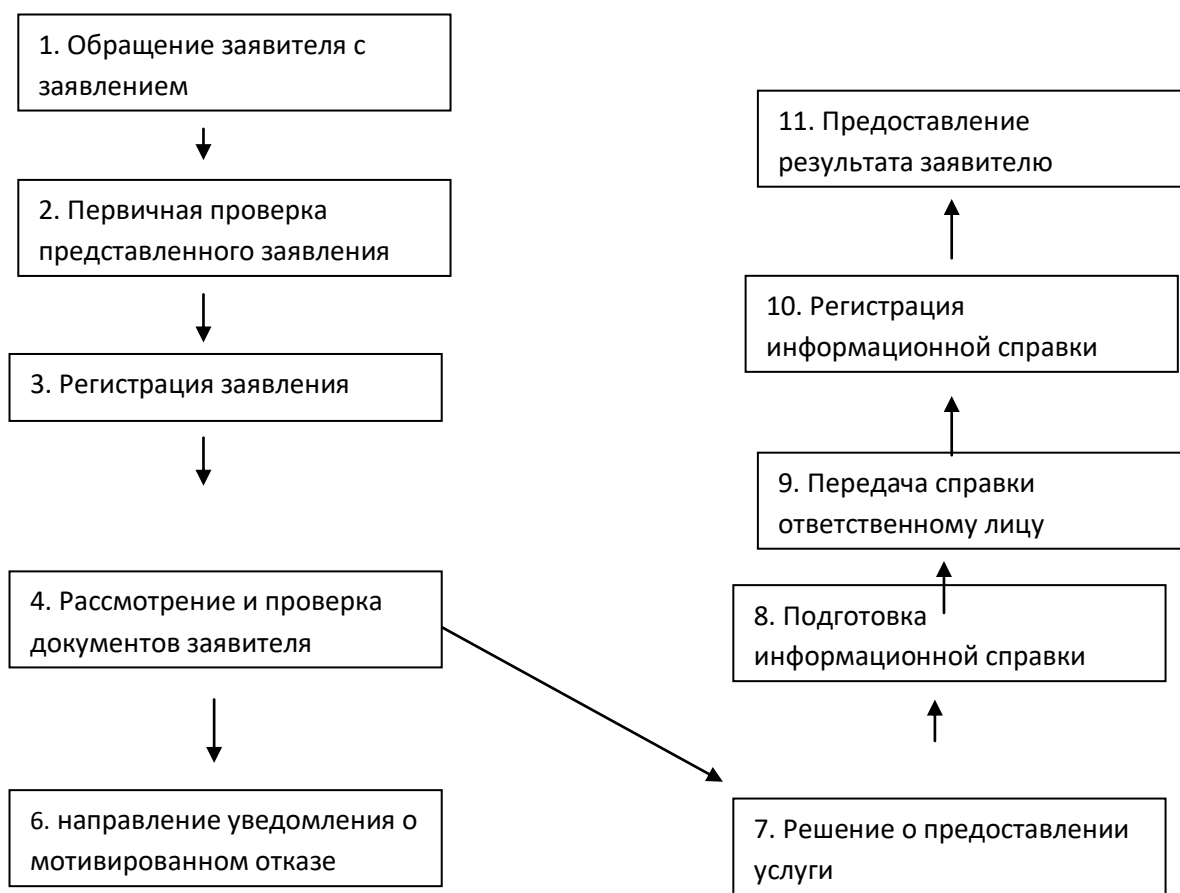 1. Обращение заявителя с
заявлением
2. Первичная проверка
представленного заявления
3. Регистрация заявления
4. Рассмотрение и проверка
документов заявителя
6. направление уведомления о
мотивированном отказе
7. Решение о предоставлении
услуги
8. Подготовка
информационной справки
9. Передача справки
ответственному лицу
10. Регистрация
информационной справки
11. Предоставление
результата заявителю